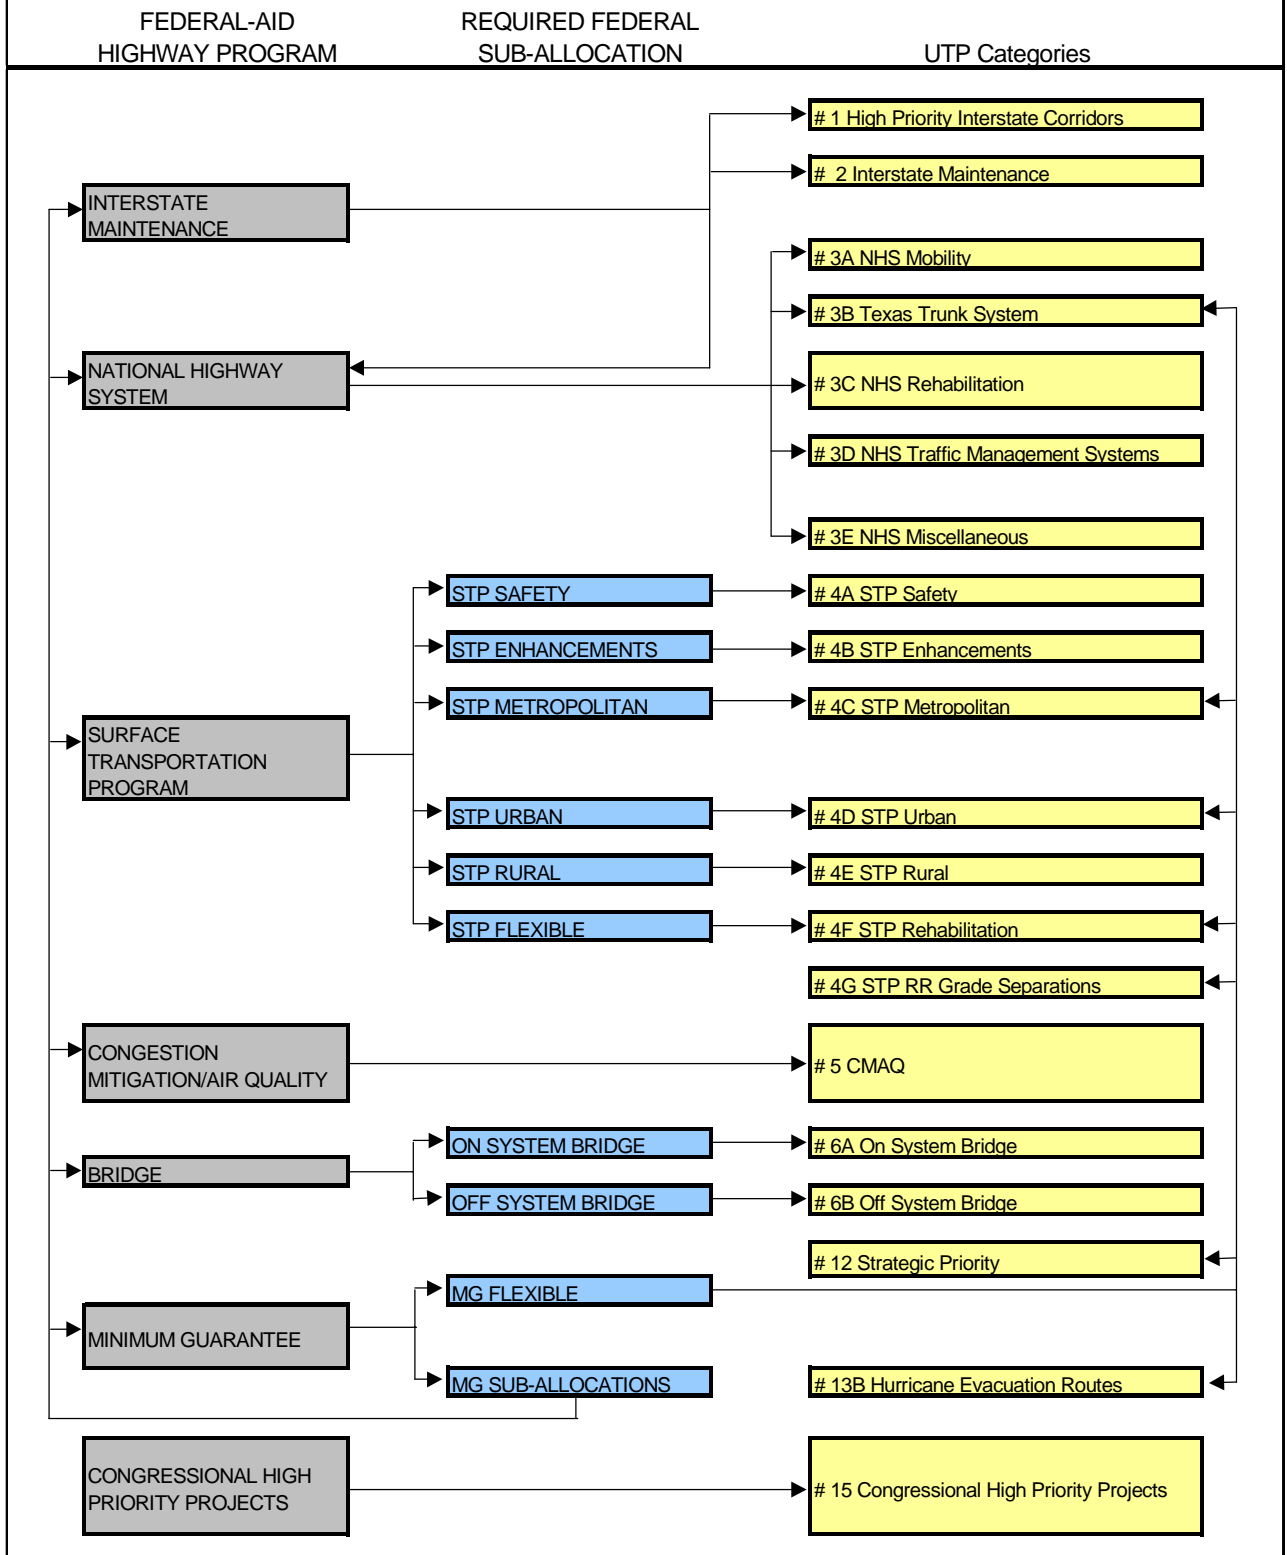 FEDERAL-AID
HIGHWAY PROGRAM
REQUIRED FEDERAL
SUB-ALLOCATION
UTP Categories
# 1 High Priority Interstate Corridors
# 2 Interstate Maintenance
INTERSTATE
MAINTENANCE
# 3A NHS Mobility
# 3B Texas Trunk System
NATIONAL HIGHWAY
SYSTEM
# 3C NHS Rehabilitation
# 3D NHS Traffic Management Systems
# 3E NHS Miscellaneous
STP SAFETY
# 4A STP Safety
STP ENHANCEMENTS
# 4B STP Enhancements
STP METROPOLITAN
# 4C STP Metropolitan
SURFACE
TRANSPORTATION
PROGRAM
STP URBAN
# 4D STP Urban
STP RURAL
# 4E STP Rural
STP FLEXIBLE
# 4F STP Rehabilitation
# 4G STP RR Grade Separations
CONGESTION
MITIGATION/AIR QUALITY
# 5 CMAQ
ON SYSTEM BRIDGE
# 6A On System Bridge
BRIDGE
OFF SYSTEM BRIDGE
# 6B Off System Bridge
# 12 Strategic Priority
MG FLEXIBLE
MINIMUM GUARANTEE
MG SUB-ALLOCATIONS
# 13B Hurricane Evacuation Routes
CONGRESSIONAL HIGH
PRIORITY PROJECTS
# 15 Congressional High Priority Projects